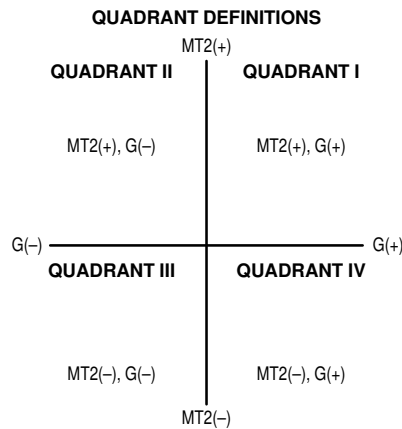 QUADRANT DEFINITIONS
MT2(+)
QUADRANT II QUADRANT I
MT2(+), G(–) MT2(+), G(+)
G(–) G(+)
QUADRANT III QUADRANT IV
MT2(–), G(–) MT2(–), G(+)
MT2(–)